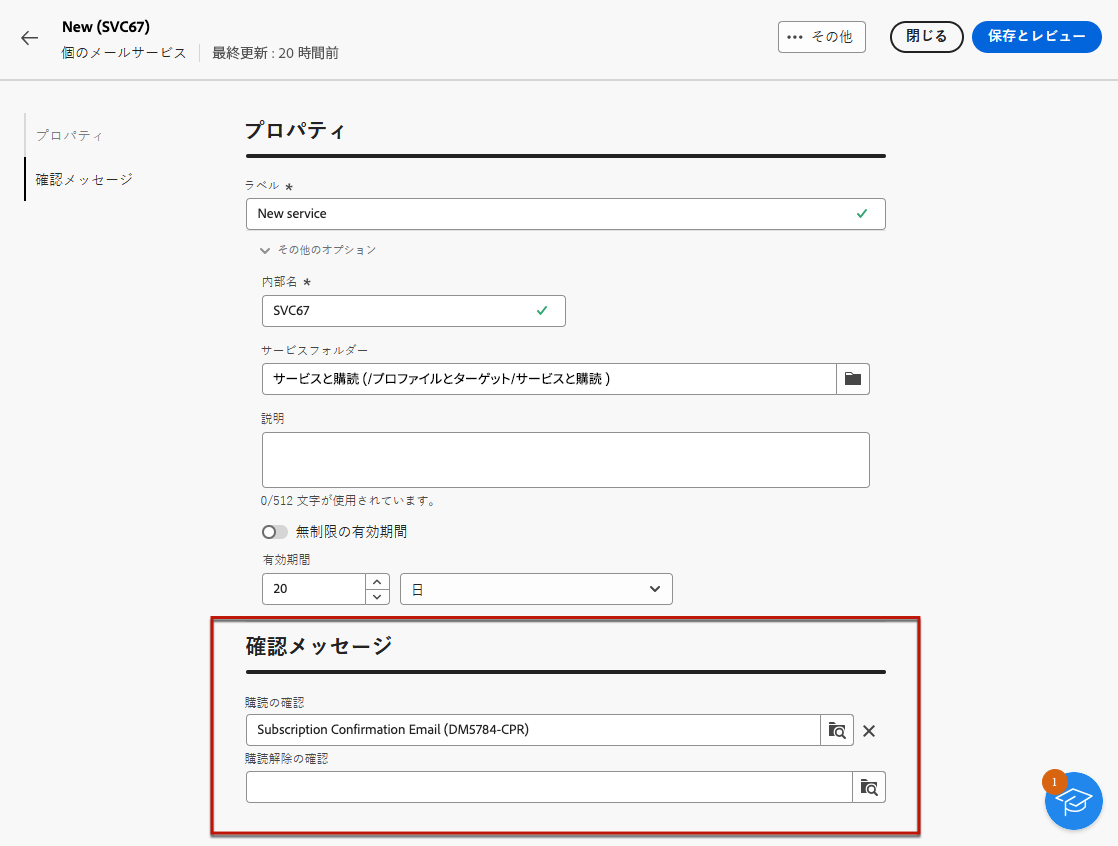 New (SVC67)
個のメールサービス
最終更新 : 20 時間前
••• その他
閉じる
保存とレビュー
プロパティ
確認メッセージ
プロパティ
ラベル *
New service
その他のオプション
内部名 *
SVC67
サービスフォルダー
サービスと購読 (/プロファイルとターゲット/サービスと購読 )
説明
0/512 文字が使用されています。
無制限の有効期間
有効期間
20
日
確認メッセージ
購読の確認
Subscription Confirmation Email (DM5784-CPR)
購読解除の確認
1